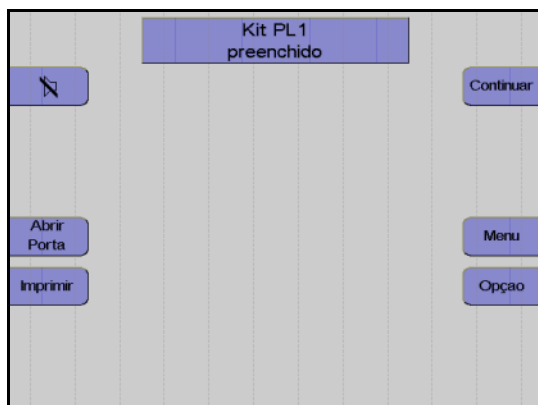 Kit PL1
preenchido
Continuar
Abrir
Porta
Menu
Imprimir
Opçao